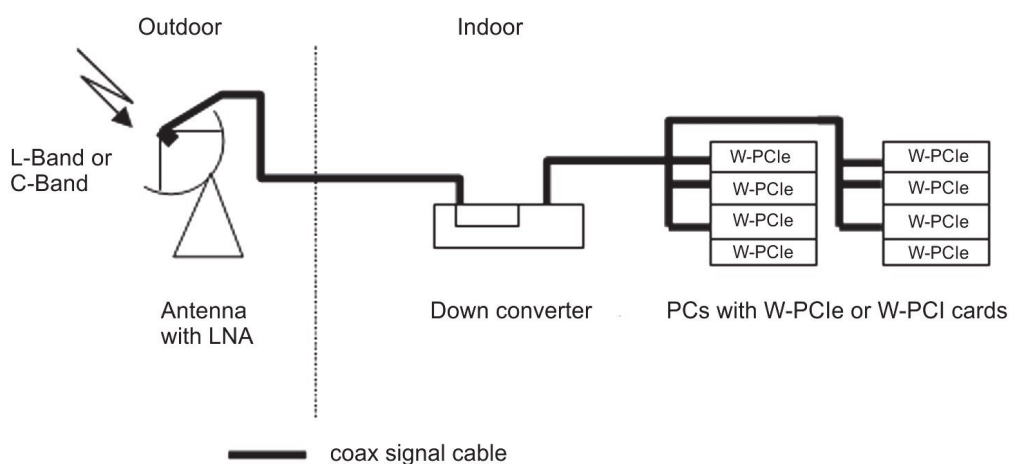 Outdoor
Indoor
L-Band or
C-Band
W-PCIe
W-PCIe
W-PCIe
W-PCIe
W-PCIe
W-PCIe
W-PCIe
W-PCIe
Antenna
with LNA
Down converter
PCs with W-PCIe or W-PCI cards
coax signal cable